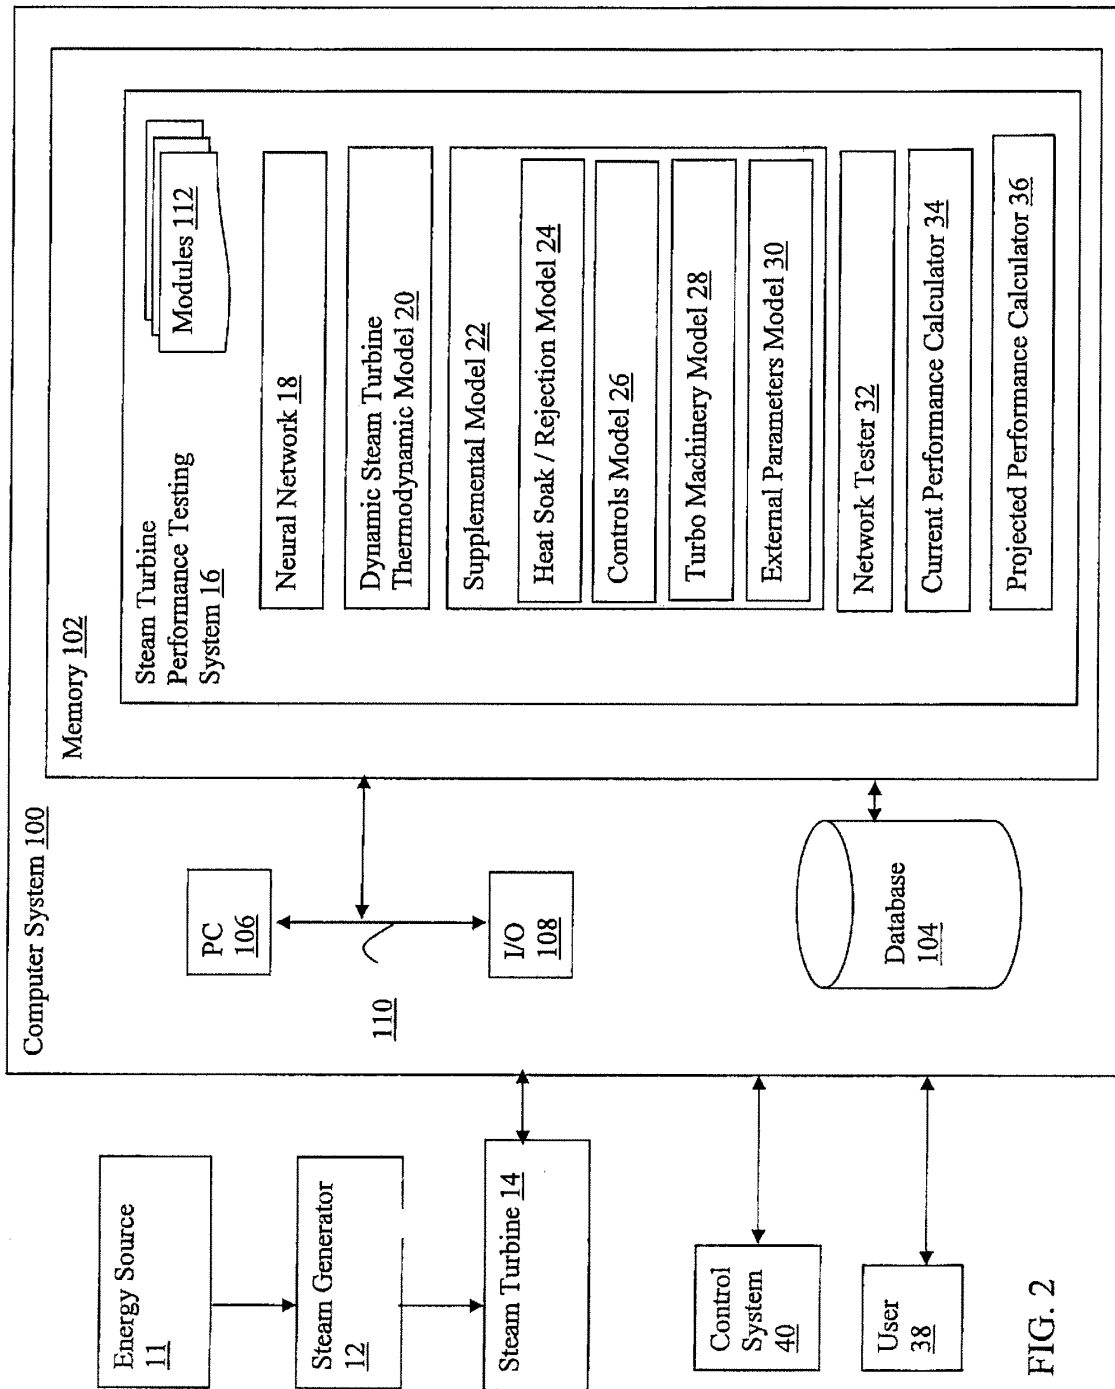 Computer System 100
Memory 102
Steam Turbine
Performance Testing
System 16
Modules 112
Neural Network 18
Dynamic Steam Turbine
Thermodynamic Model 20
Supplemental Model 22
Heat Soak / Rejection Model 24
Controls Model 26
Turbo Machinery Model 28
External Parameters Model 30
Network Tester 32
Current Performance Calculator 34
Projected Performance Calculator 36
PC
106
110
I/O
108
Database
104
Energy Source
11
Steam Generator
12
Steam Turbine 14
Control
System
40
User
38
FIG. 2